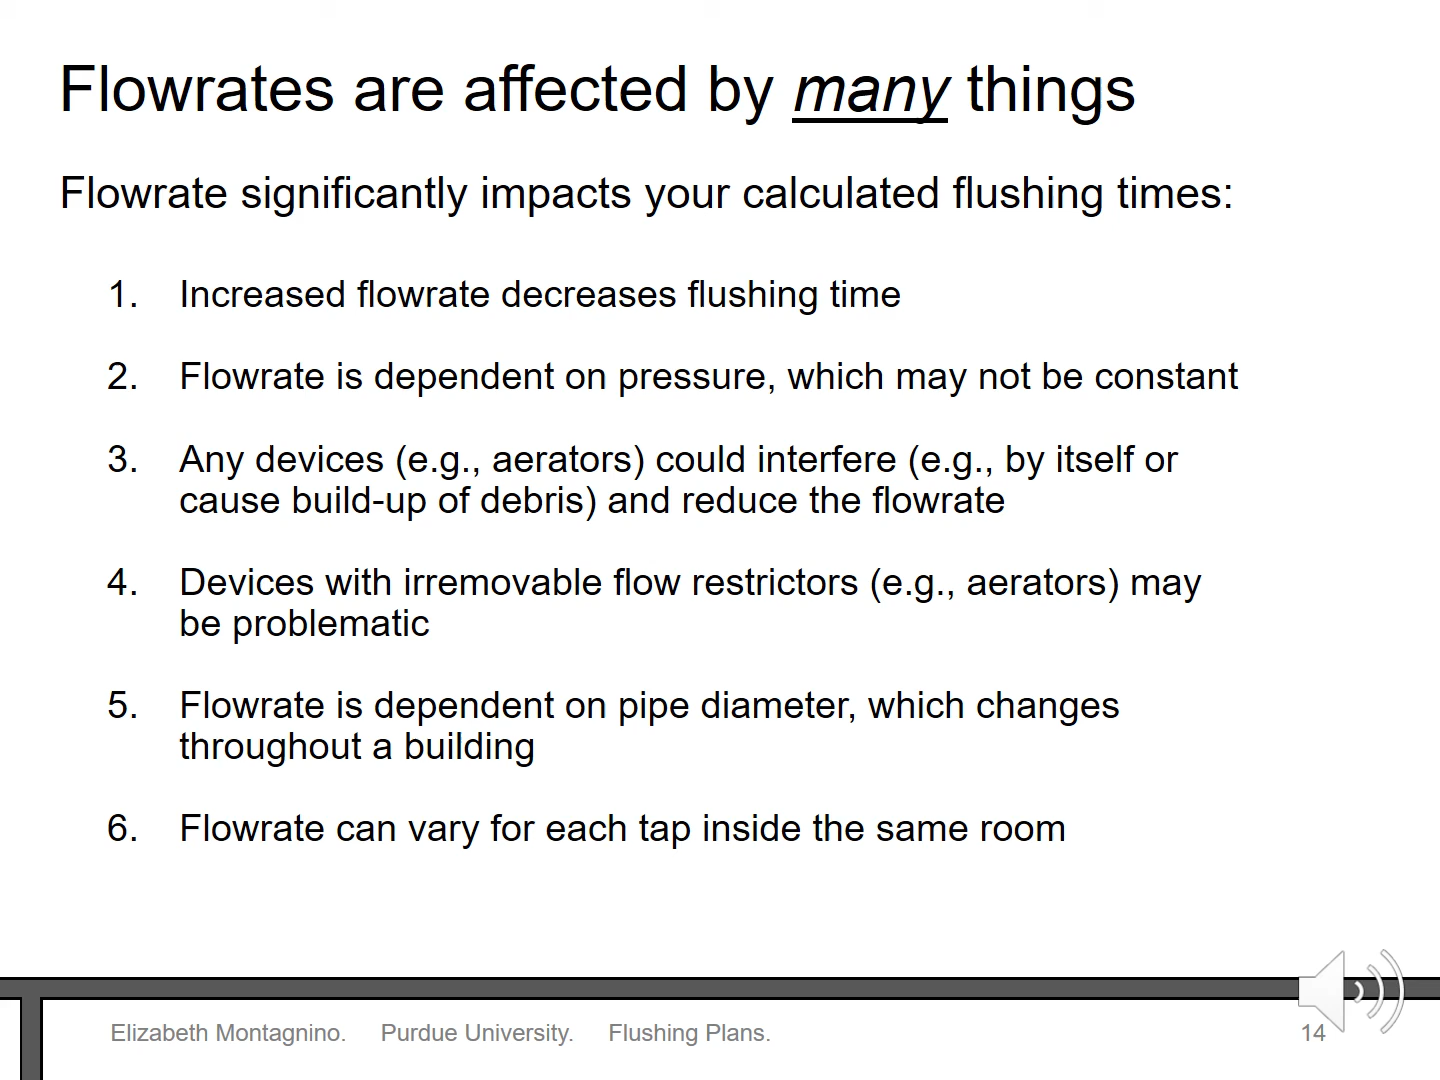 Flowrates are affected by many things
Flowrate significantly impacts your calculated flushing times:
1. Increased flowrate decreases flushing time
2. Flowrate is dependent on pressure, which may not be constant
3. Any devices (e.g., aerators) could interfere (e.g., by itself or
cause build-up of debris) and reduce the flowrate
4. Devices with irremovable flow restrictors (e.g., aerators) may
be problematic
5. Flowrate is dependent on pipe diameter, which changes
throughout a building
6. Flowrate can vary for each tap inside the same room
Elizabeth Montagnino. Purdue University. Flushing Plans. 14